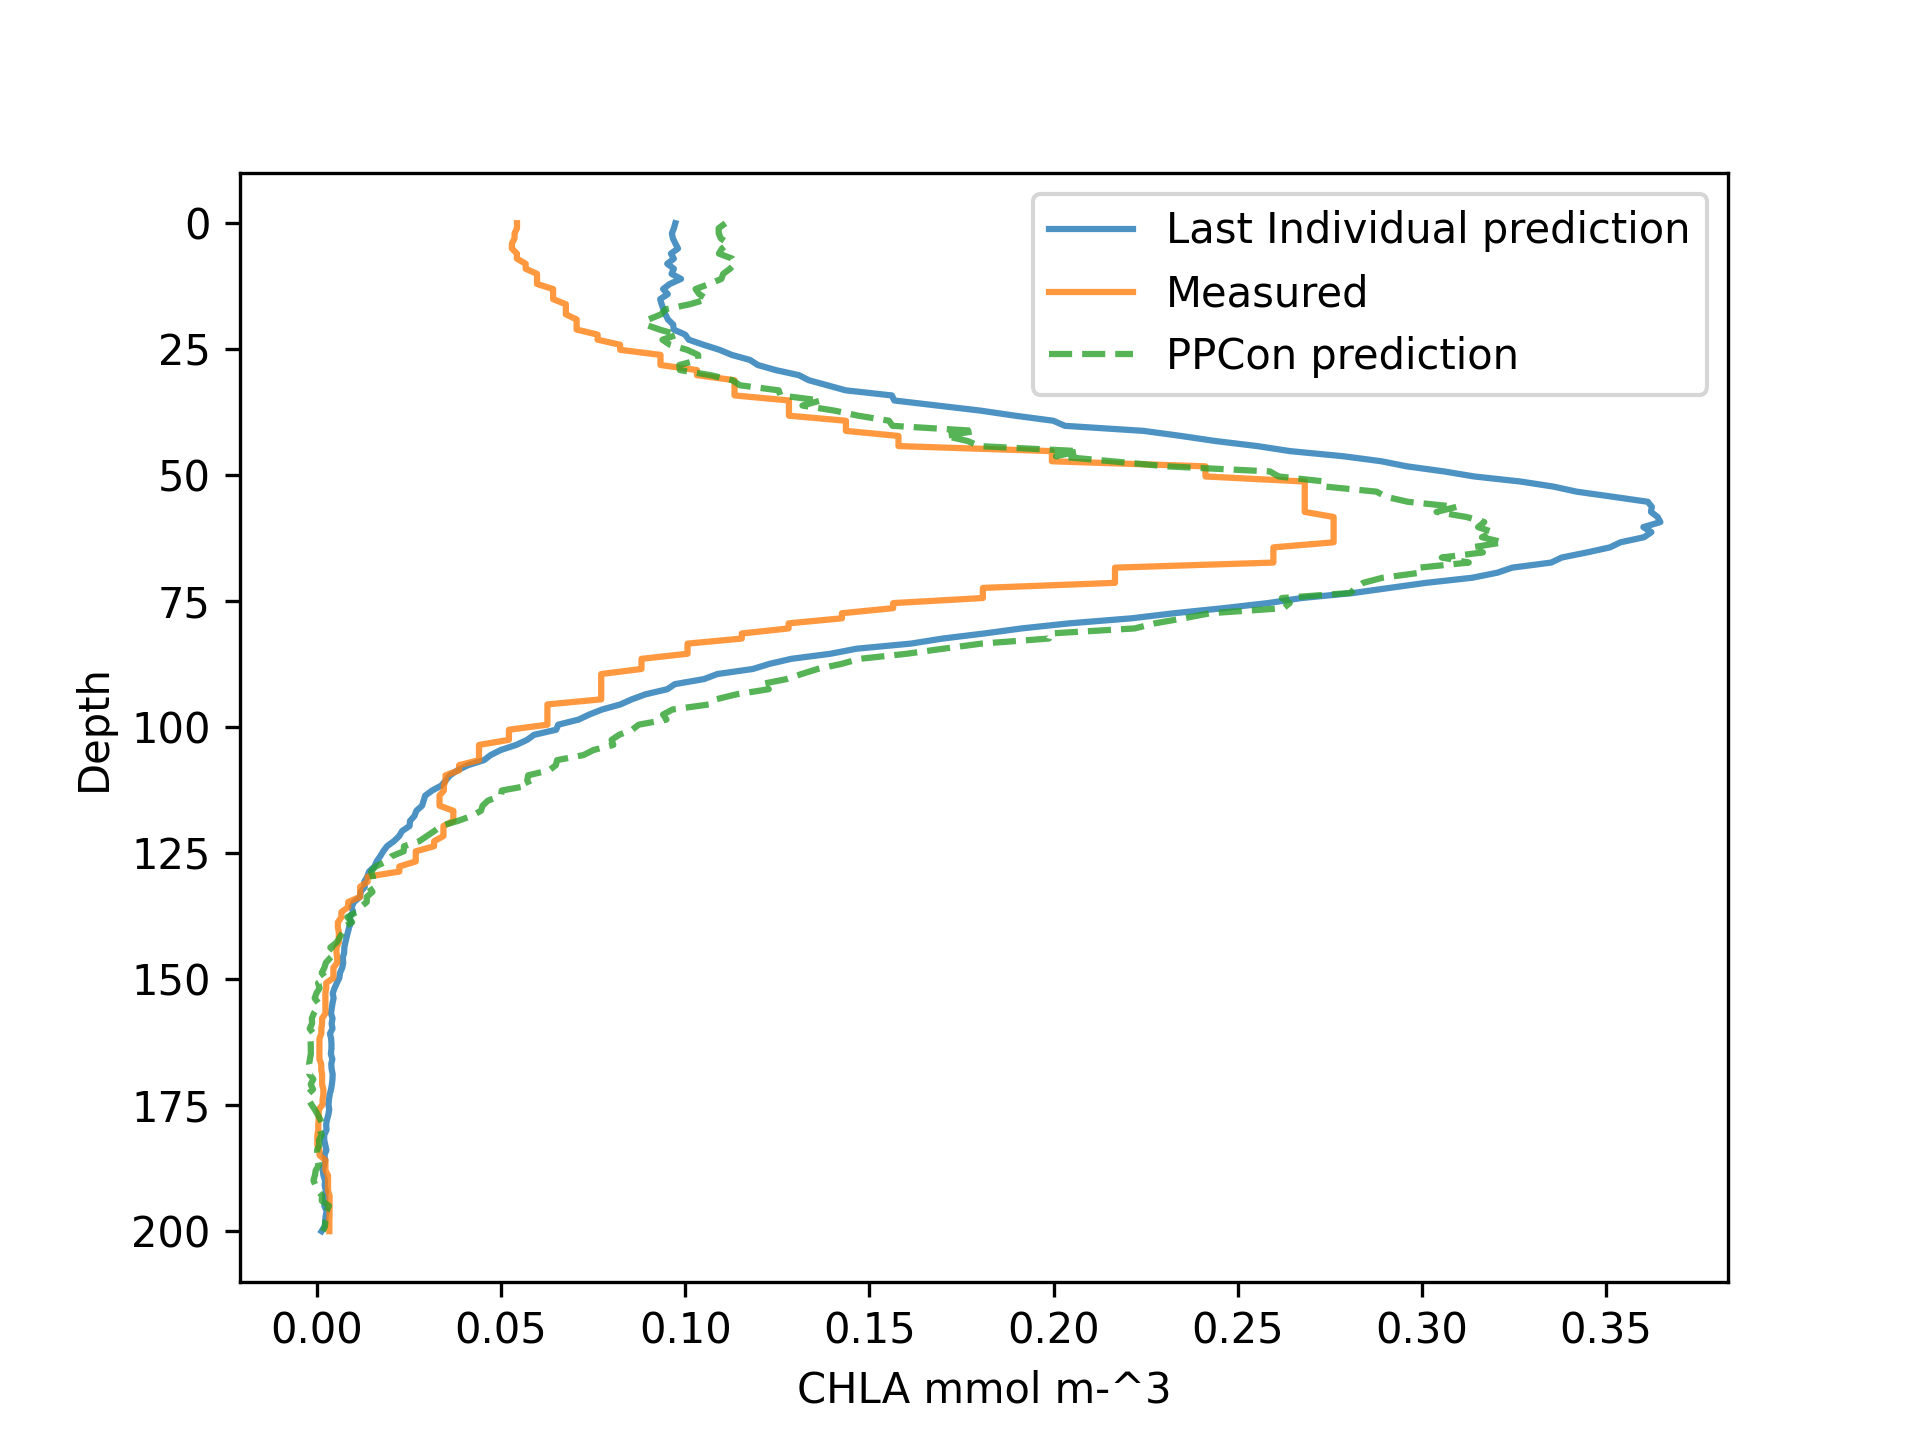 Last Individual prediction
Measured
PPCon prediction
0
25
50
75
100
125
150
175
200
Depth
0.00 0.05 0.10 0.15 0.20 0.25 0.30 0.35
CHLA mmol m-^3